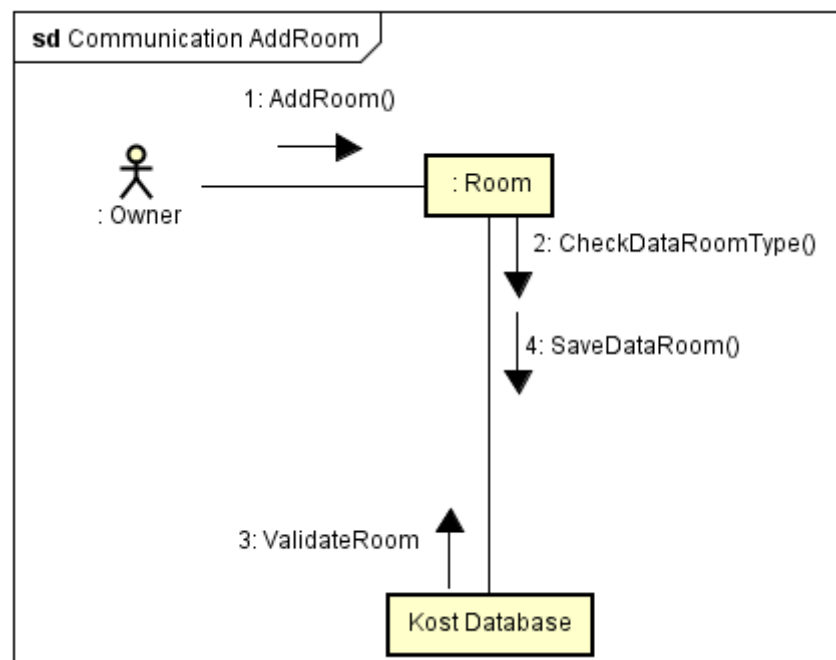 sd Communication AddRoom
1: AddRoom()
: Room
: Owner
2: CheckDataRoomType()
4: SaveDataRoom()
3: ValidateRoom
Kost Database